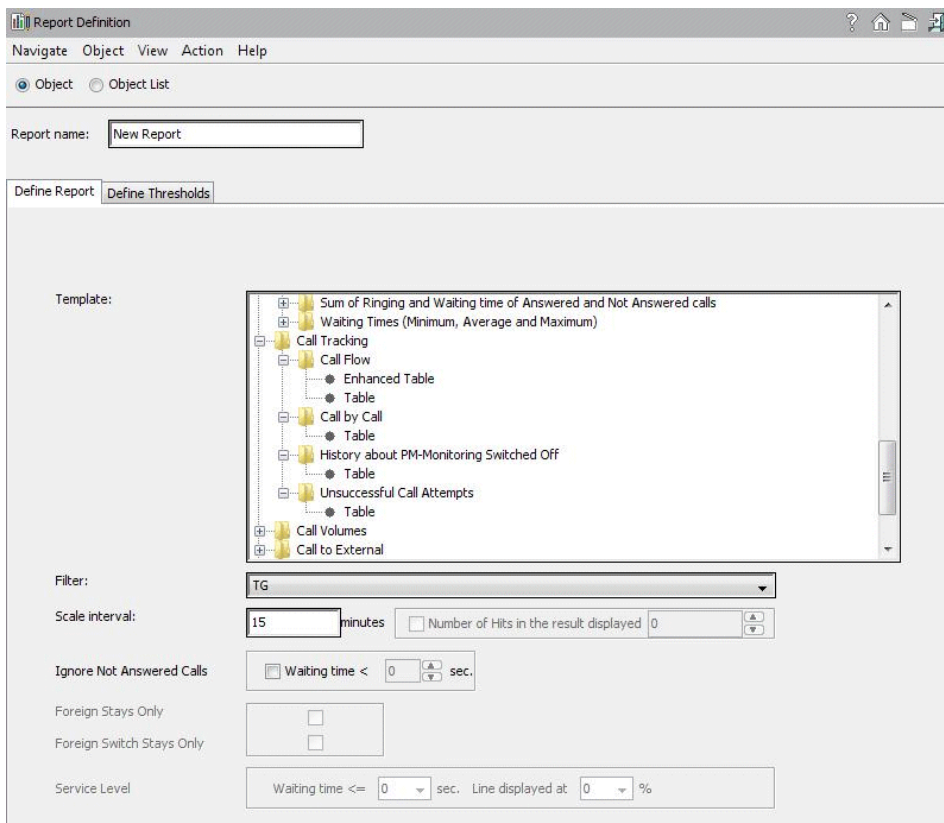 Report Definition
?
Navigate Object View Action Help
Object Object List
Report name: New Report
Define Report Define Thresholds
Template:
Sum of Ringing and Waiting time of Answered and Not Answered calls
Waiting Times (Minimum, Average and Maximum)
Call Tracking
Call Flow
Enhanced Table
Table
Call by Call
Table
History about PM-Monitoring Switched Off
Table
Unsuccessful Call Attempts
Table
Call Volumes
Call to External
Filter: TG
Scale interval: 15 minutes Number of Hits in the result displayed 0
Ignore Not Answered Calls Waiting time < 0 sec.
Foreign Stays Only
Foreign Switch Stays Only
Service Level Waiting time <= 0 sec. Line displayed at 0 %